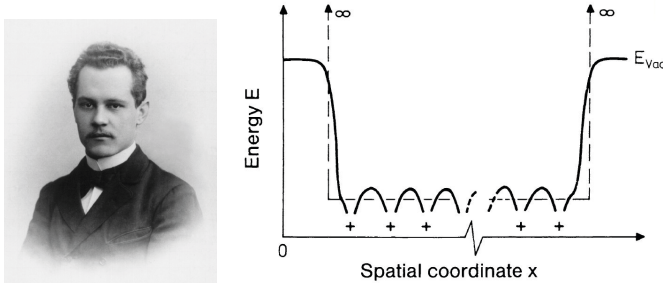 ∞
∞
E_Vac
Energy E
+ + + + +
0
Spatial coordinate x